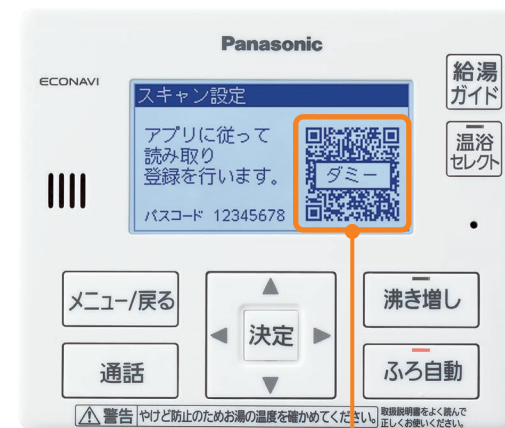 Panasonic
ECONAVI
スキャン設定
アプリに従って
読み取り
登録を行います。
パスコード 12345678
ダミー
給湯
ガイド
温浴
セレクト
メニュー/戻る
決定
沸き増し
通話
ふろ自動
警告 やけど防止のためお湯の温度を確かめてください。
取扱説明書をよく読んで
正しくお使いください。